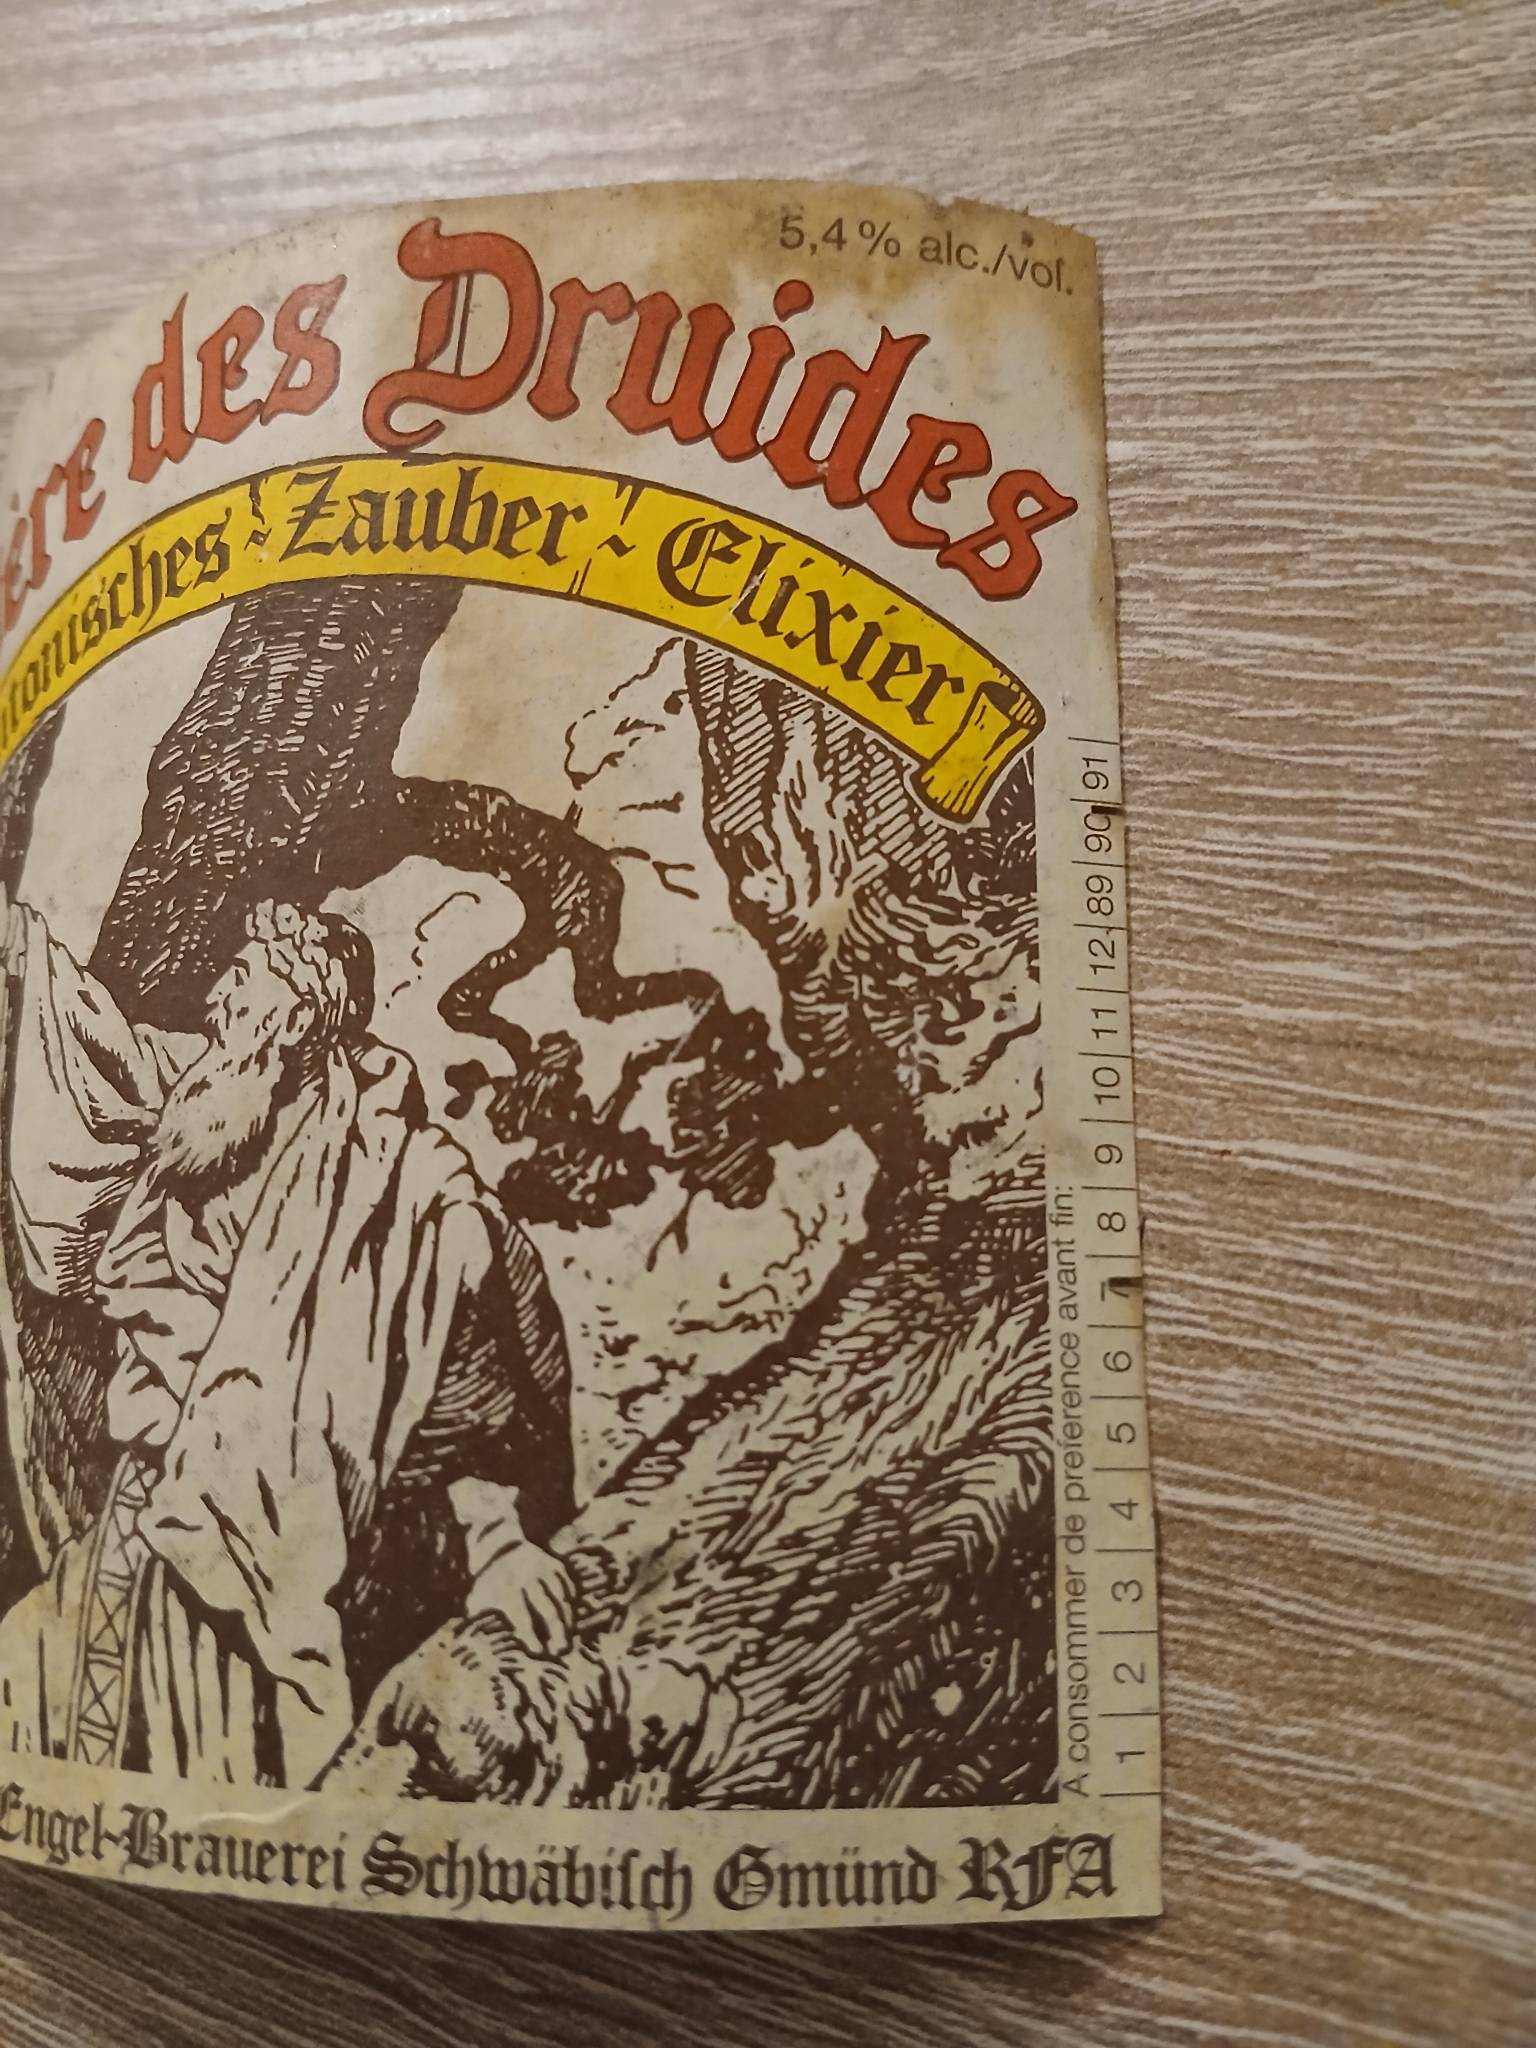 5,4% alc./vol.
des Druides
Zauber - Elixier
A consommer de préférence avant fin:
1 2 3 4 5 6 7 8 9 10 11 12 89 90 91
Engel-Brauerei Schwäbisch Gmünd RFA